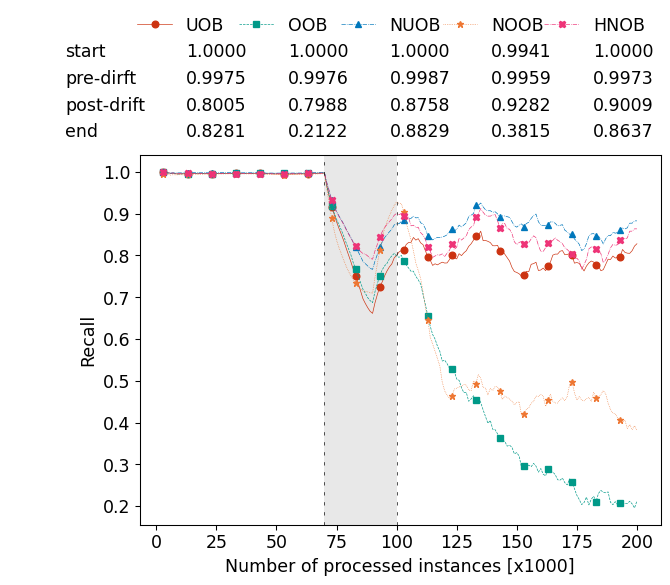 UOB OOB NUOB NOOB HNOB
start 1.0000 1.0000 1.0000 0.9941 1.0000
pre-dirft 0.9975 0.9976 0.9987 0.9959 0.9973
post-drift 0.8005 0.7988 0.8758 0.9282 0.9009
end 0.8281 0.2122 0.8829 0.3815 0.8637
1.0
0.9
0.8
0.7
0.6
0.5
0.4
0.3
0.2
Recall
0 25 50 75 100 125 150 175 200
Number of processed instances [x1000]